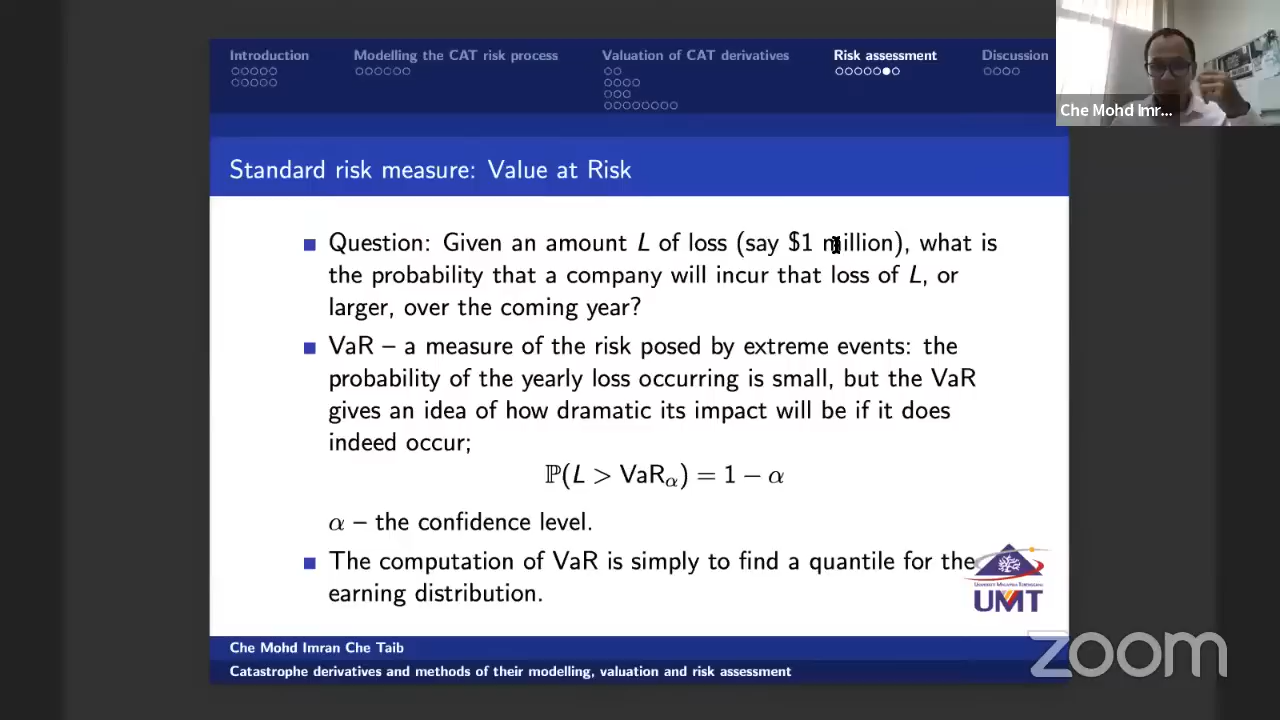 Introduction
Modelling the CAT risk process
Valuation of CAT derivatives
Risk assessment
Discussion
Che Mohd Imr...
Standard risk measure: Value at Risk
Question: Given an amount L of loss (say $1 million), what is
the probability that a company will incur that loss of L, or
larger, over the coming year?
VaR – a measure of the risk posed by extreme events: the
probability of the yearly loss occurring is small, but the VaR
gives an idea of how dramatic its impact will be if it does
indeed occur;
ℙ(L > VaR_α) = 1 − α
α – the confidence level.
The computation of VaR is simply to find a quantile for the
earning distribution.
UMT
Che Mohd Imran Che Taib
Catastrophe derivatives and methods of their modelling, valuation and risk assessment
zoom